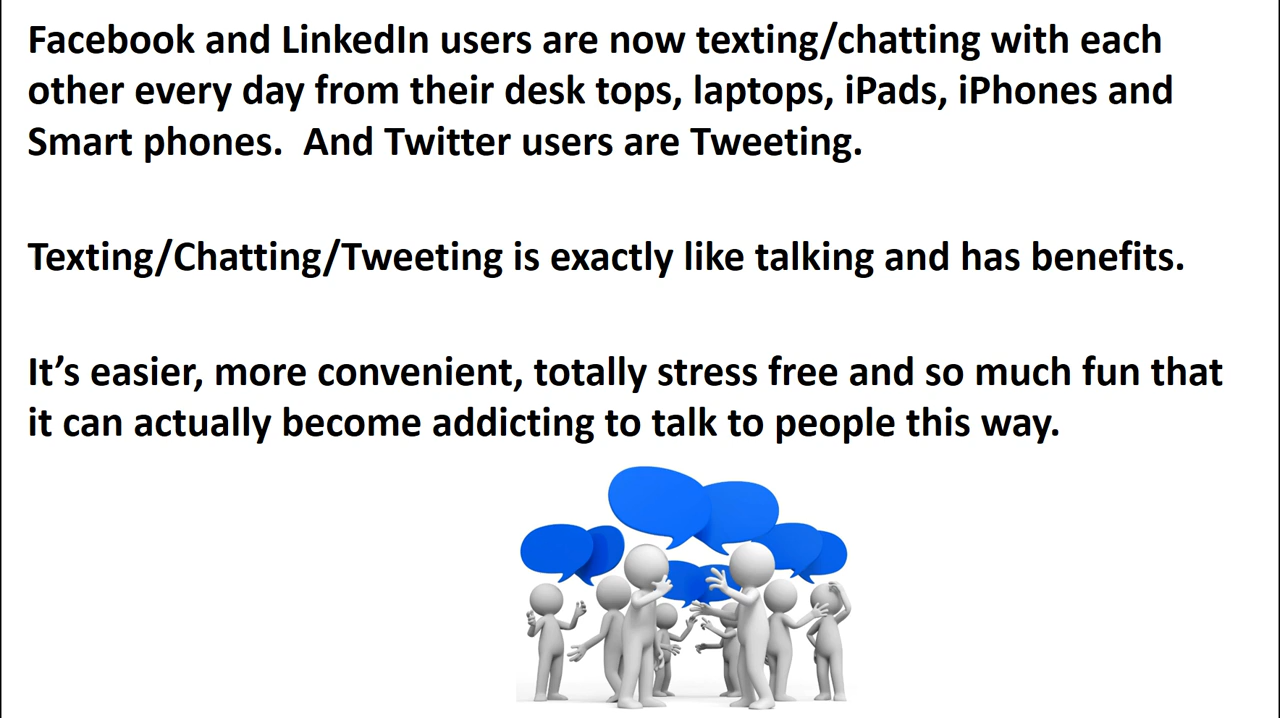 Facebook and LinkedIn users are now texting/chatting with each
other every day from their desk tops, laptops, iPads, iPhones and
Smart phones.  And Twitter users are Tweeting.
Texting/Chatting/Tweeting is exactly like talking and has benefits.
It’s easier, more convenient, totally stress free and so much fun that
it can actually become addicting to talk to people this way.